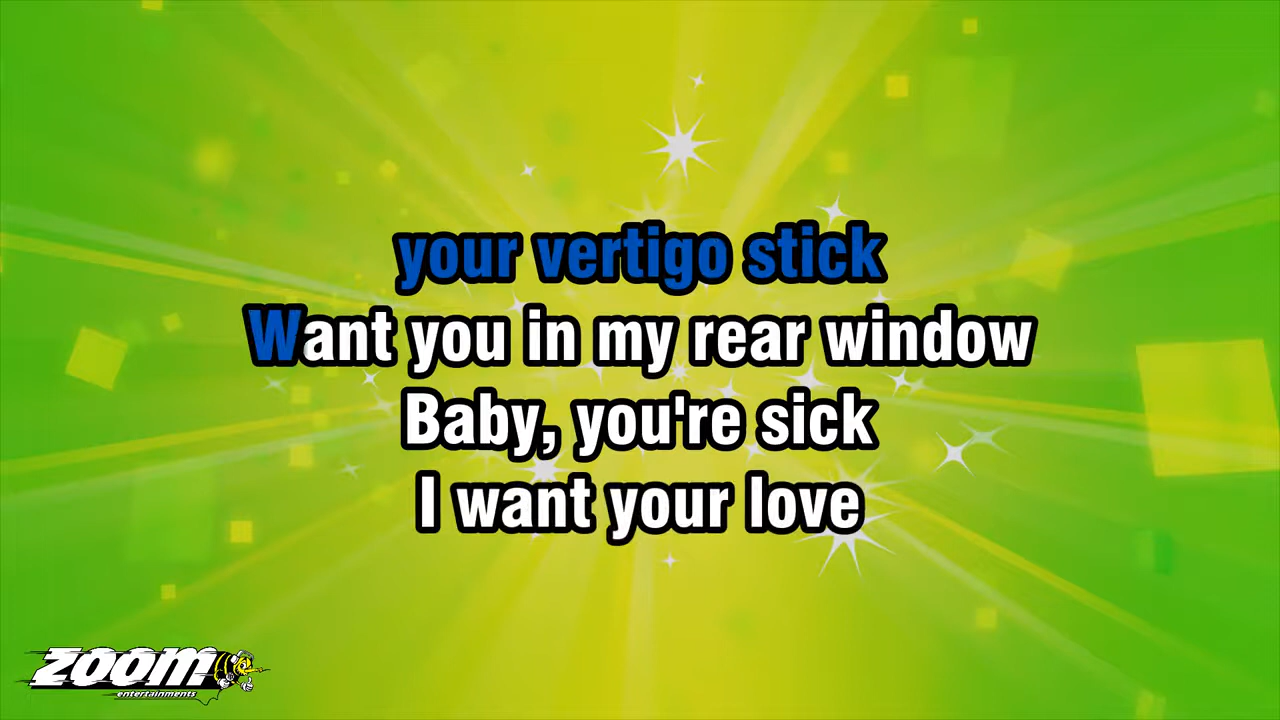 your vertigo stick
Want you in my rear window
Baby, you're sick
I want your love
zoom
entertainments